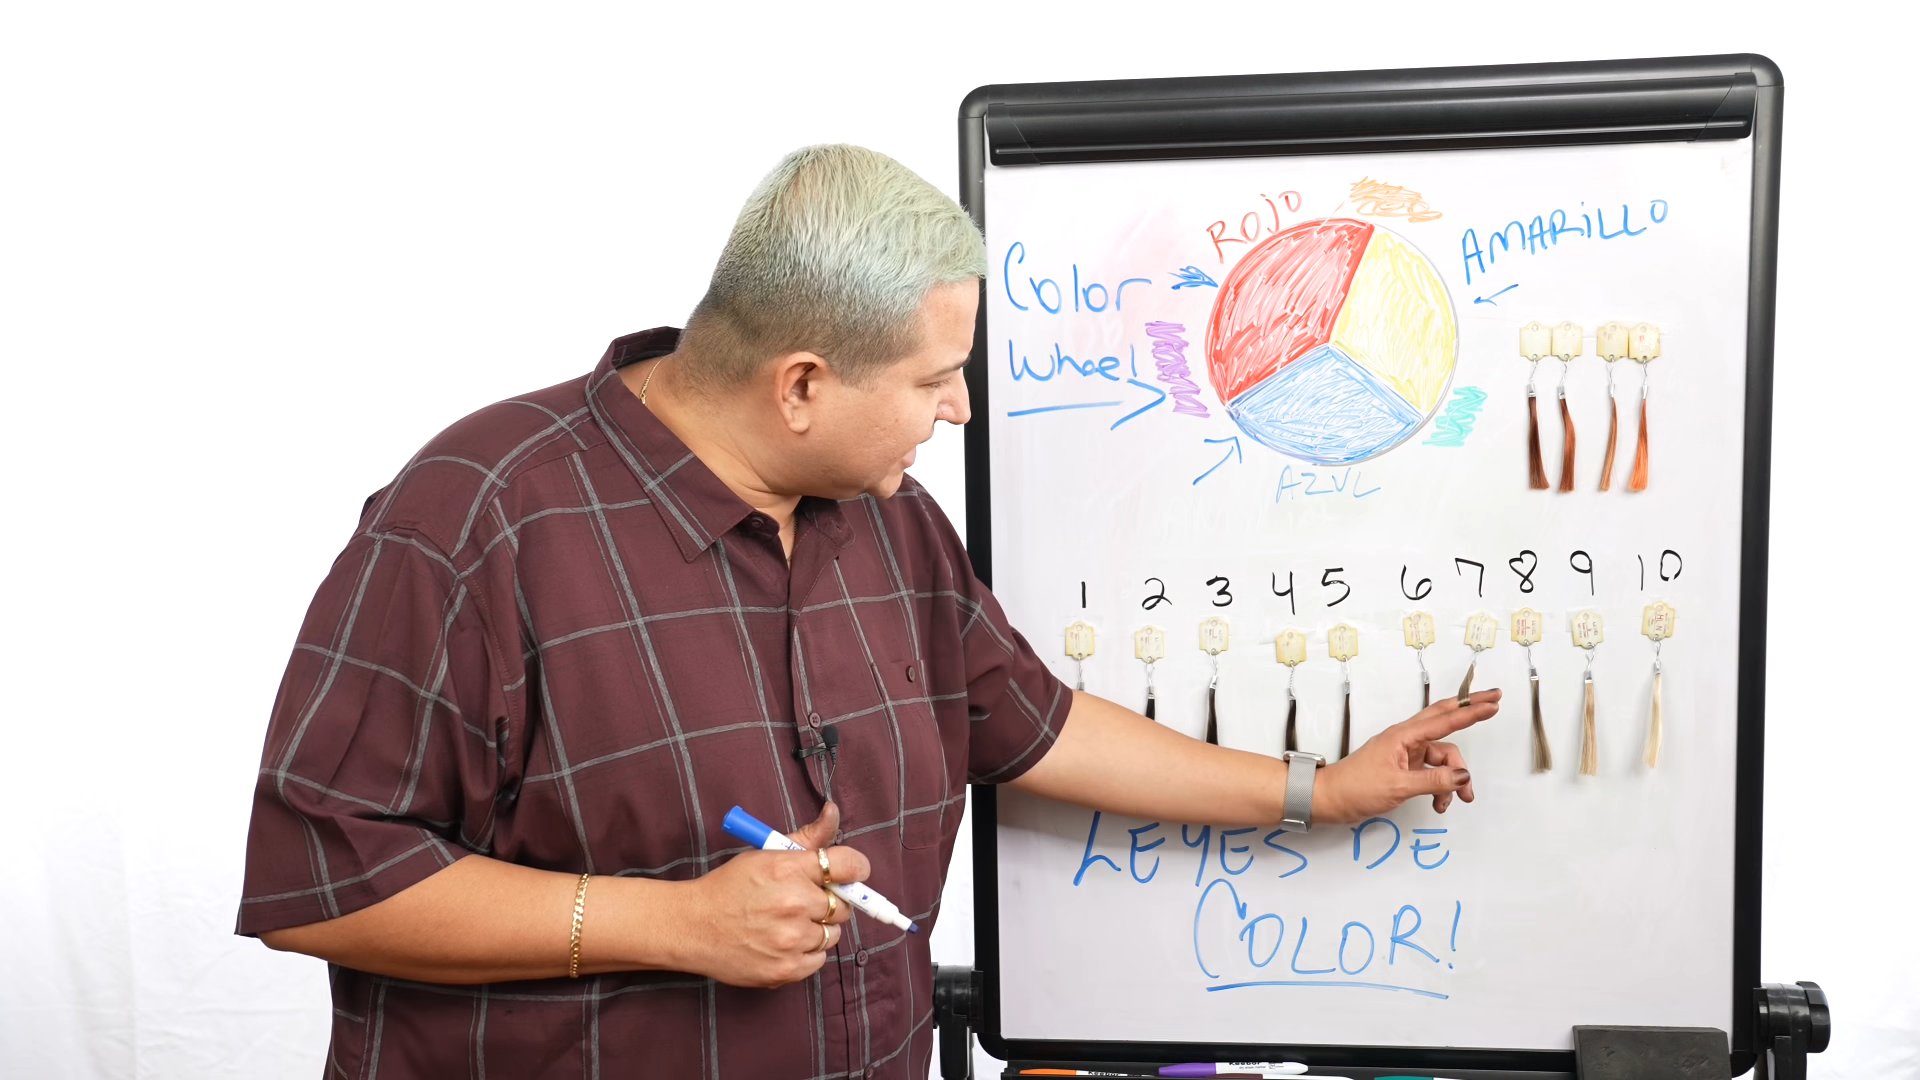 ROJO
AMARILLO
Color
Wheel
AZUL
1 2 3 4 5 6 7 8 9 10
LEYES DE
COLOR!